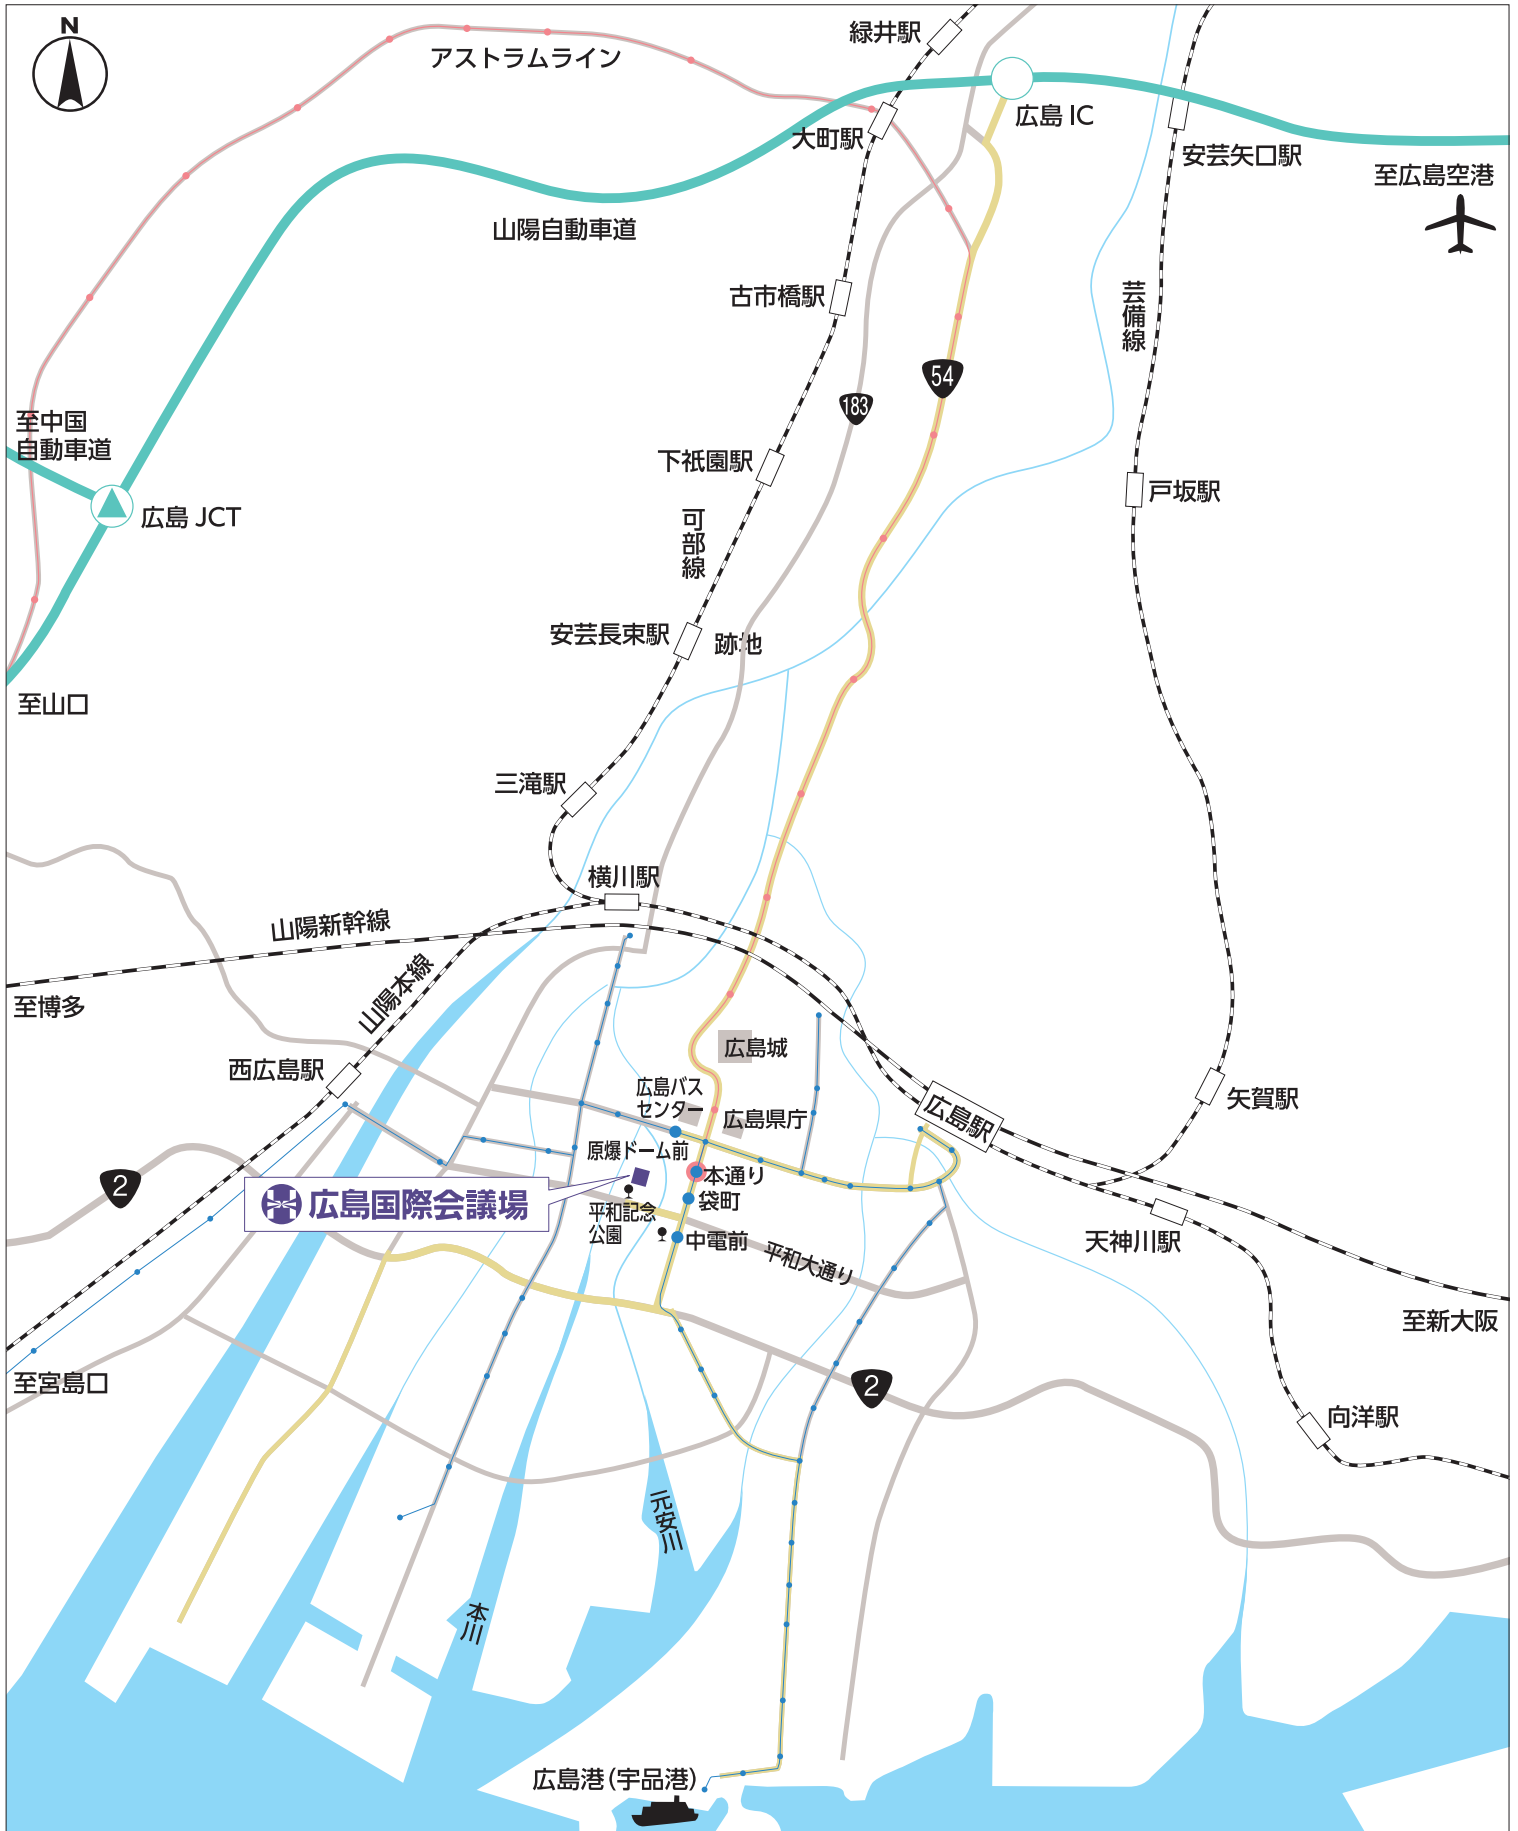 N
緑井駅
アストラムライン
広島 IC
大町駅
安芸矢口駅
至広島空港
山陽自動車道
古市橋駅
芸備線
54
183
至中国
自動車道
下祇園駅
戸坂駅
広島 JCT
可部線
安芸長束駅
跡地
至山口
三滝駅
横川駅
山陽新幹線
山陽本線
至博多
広島城
西広島駅
広島バス
センター
広島県庁
広島駅
矢賀駅
原爆ドーム前
本通り
2
広島国際会議場
袋町
平和記念
公園
中電前
平和大通り
天神川駅
至新大阪
至宮島口
2
向洋駅
元安川
本川
広島港(宇品港)